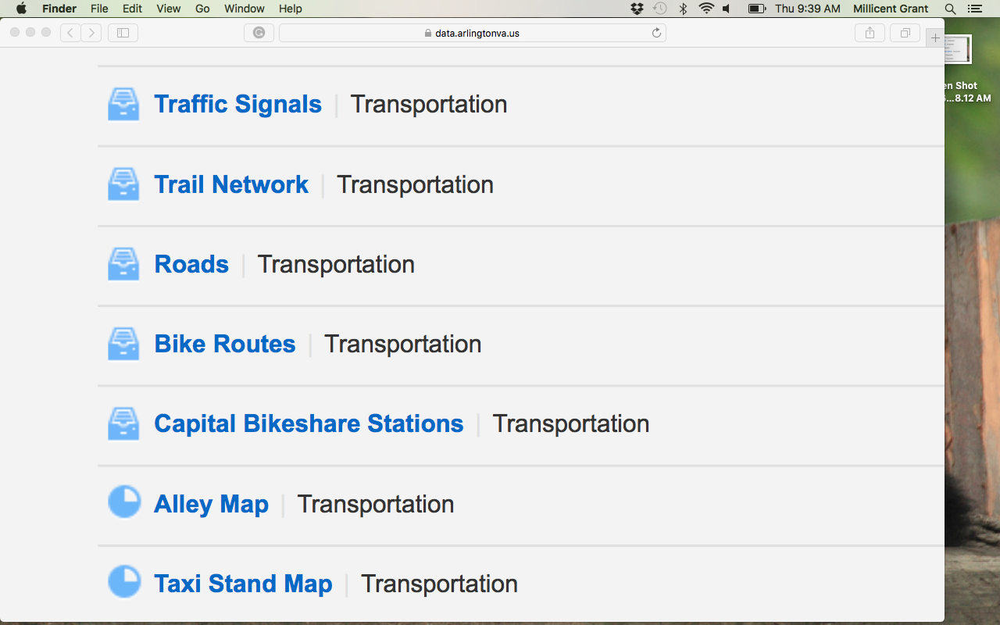 Finder File Edit View Go Window Help Thu 9:39 AM Millicent Grant
data.arlingtonva.us
en Shot
...8.12 AM
Traffic Signals | Transportation
Trail Network | Transportation
Roads | Transportation
Bike Routes | Transportation
Capital Bikeshare Stations | Transportation
Alley Map | Transportation
Taxi Stand Map | Transportation